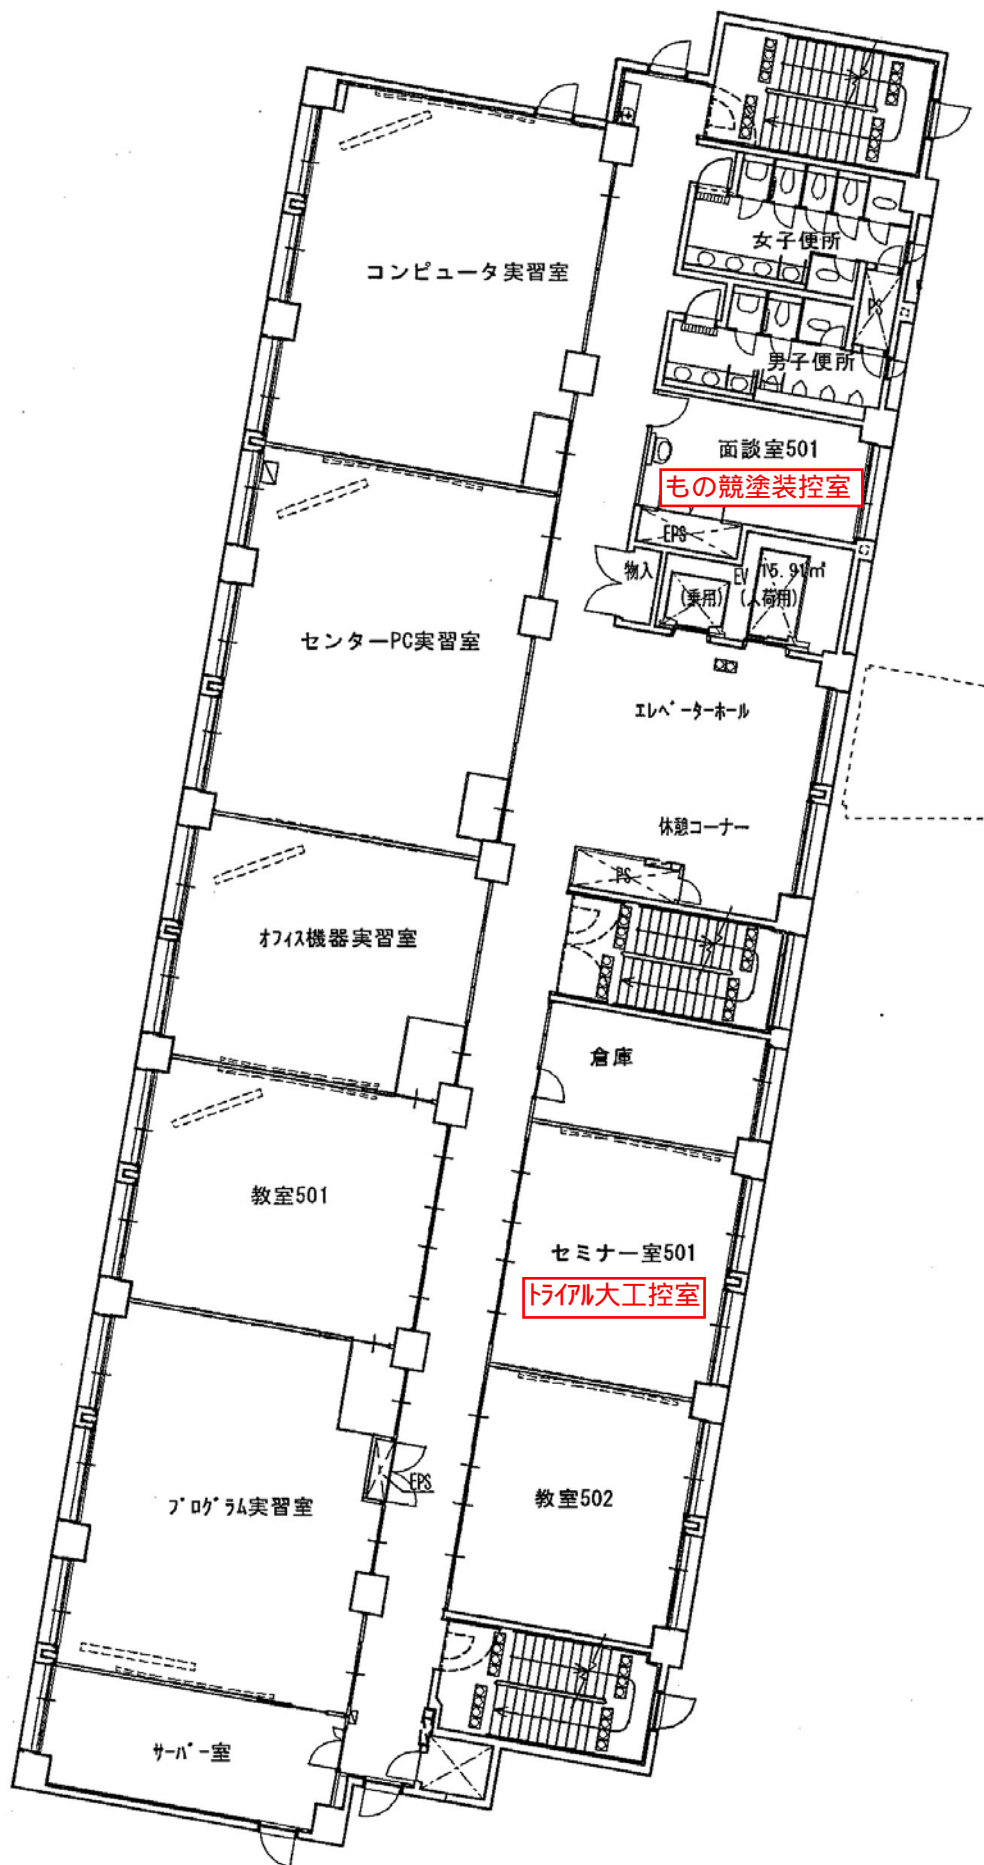 女子便所
コンピュータ実習室
PS
男子便所
面談室501
もの競塗装控室
EPS
物入
EV 15.91㎡
(乗用)
(人荷用)
センターPC実習室
エレベーターホール
休憩コーナー
PS
オフィス機器実習室
倉庫
教室501
セミナー室501
トライアル大工控室
EPS
教室502
プログラム実習室
サーバー室